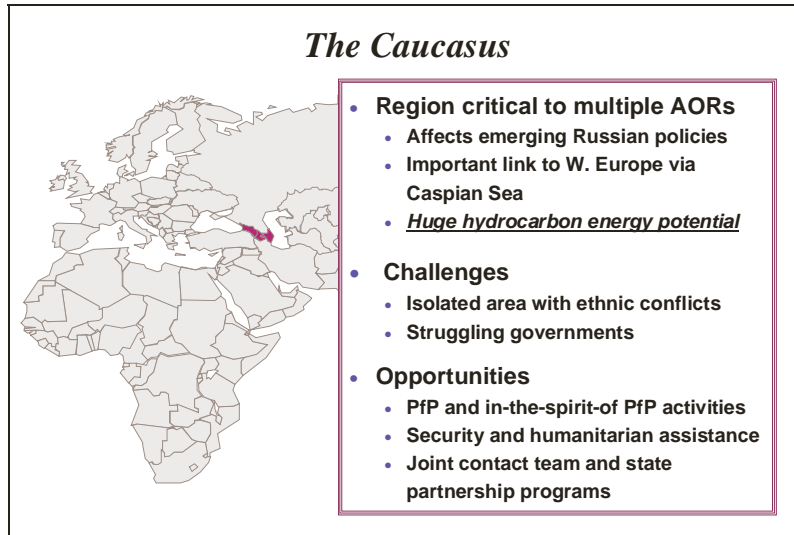 The Caucasus
• Region critical to multiple AORs
• Affects emerging Russian policies
• Important link to W. Europe via
Caspian Sea
• Huge hydrocarbon energy potential
• Challenges
• Isolated area with ethnic conflicts
• Struggling governments
• Opportunities
• PfP and in-the-spirit-of PfP activities
• Security and humanitarian assistance
• Joint contact team and state
partnership programs